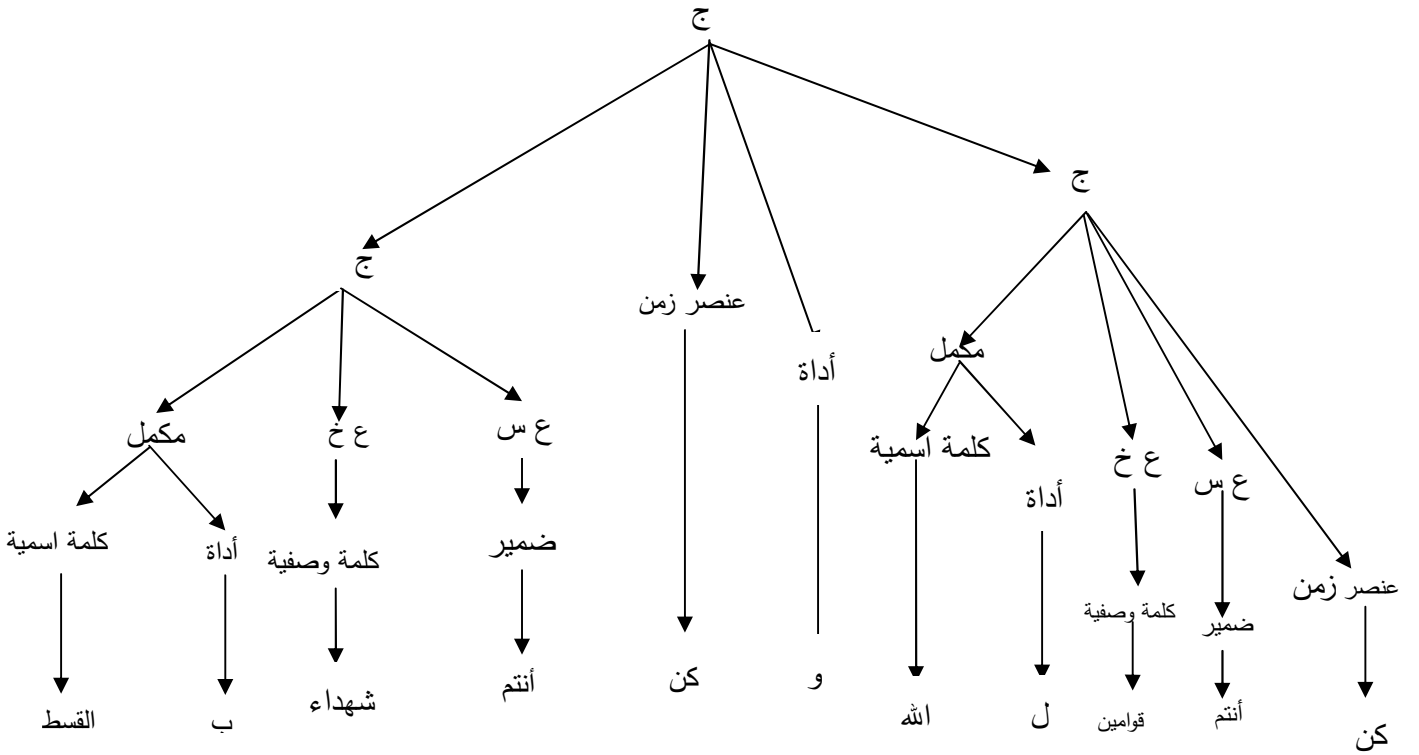 ج
ج
ج
عنصر زمن
مكمل
أداة
ع س
ع خ
مكمل
ع س
ع خ
كلمة اسمية
أداة
ضمير
كلمة وصفية
أداة
كلمة اسمية
عنصر زمن
ضمير
كلمة وصفية
كن
أنتم
قوامين
ل
الله
و
كن
أنتم
شهداء
ب
القسط